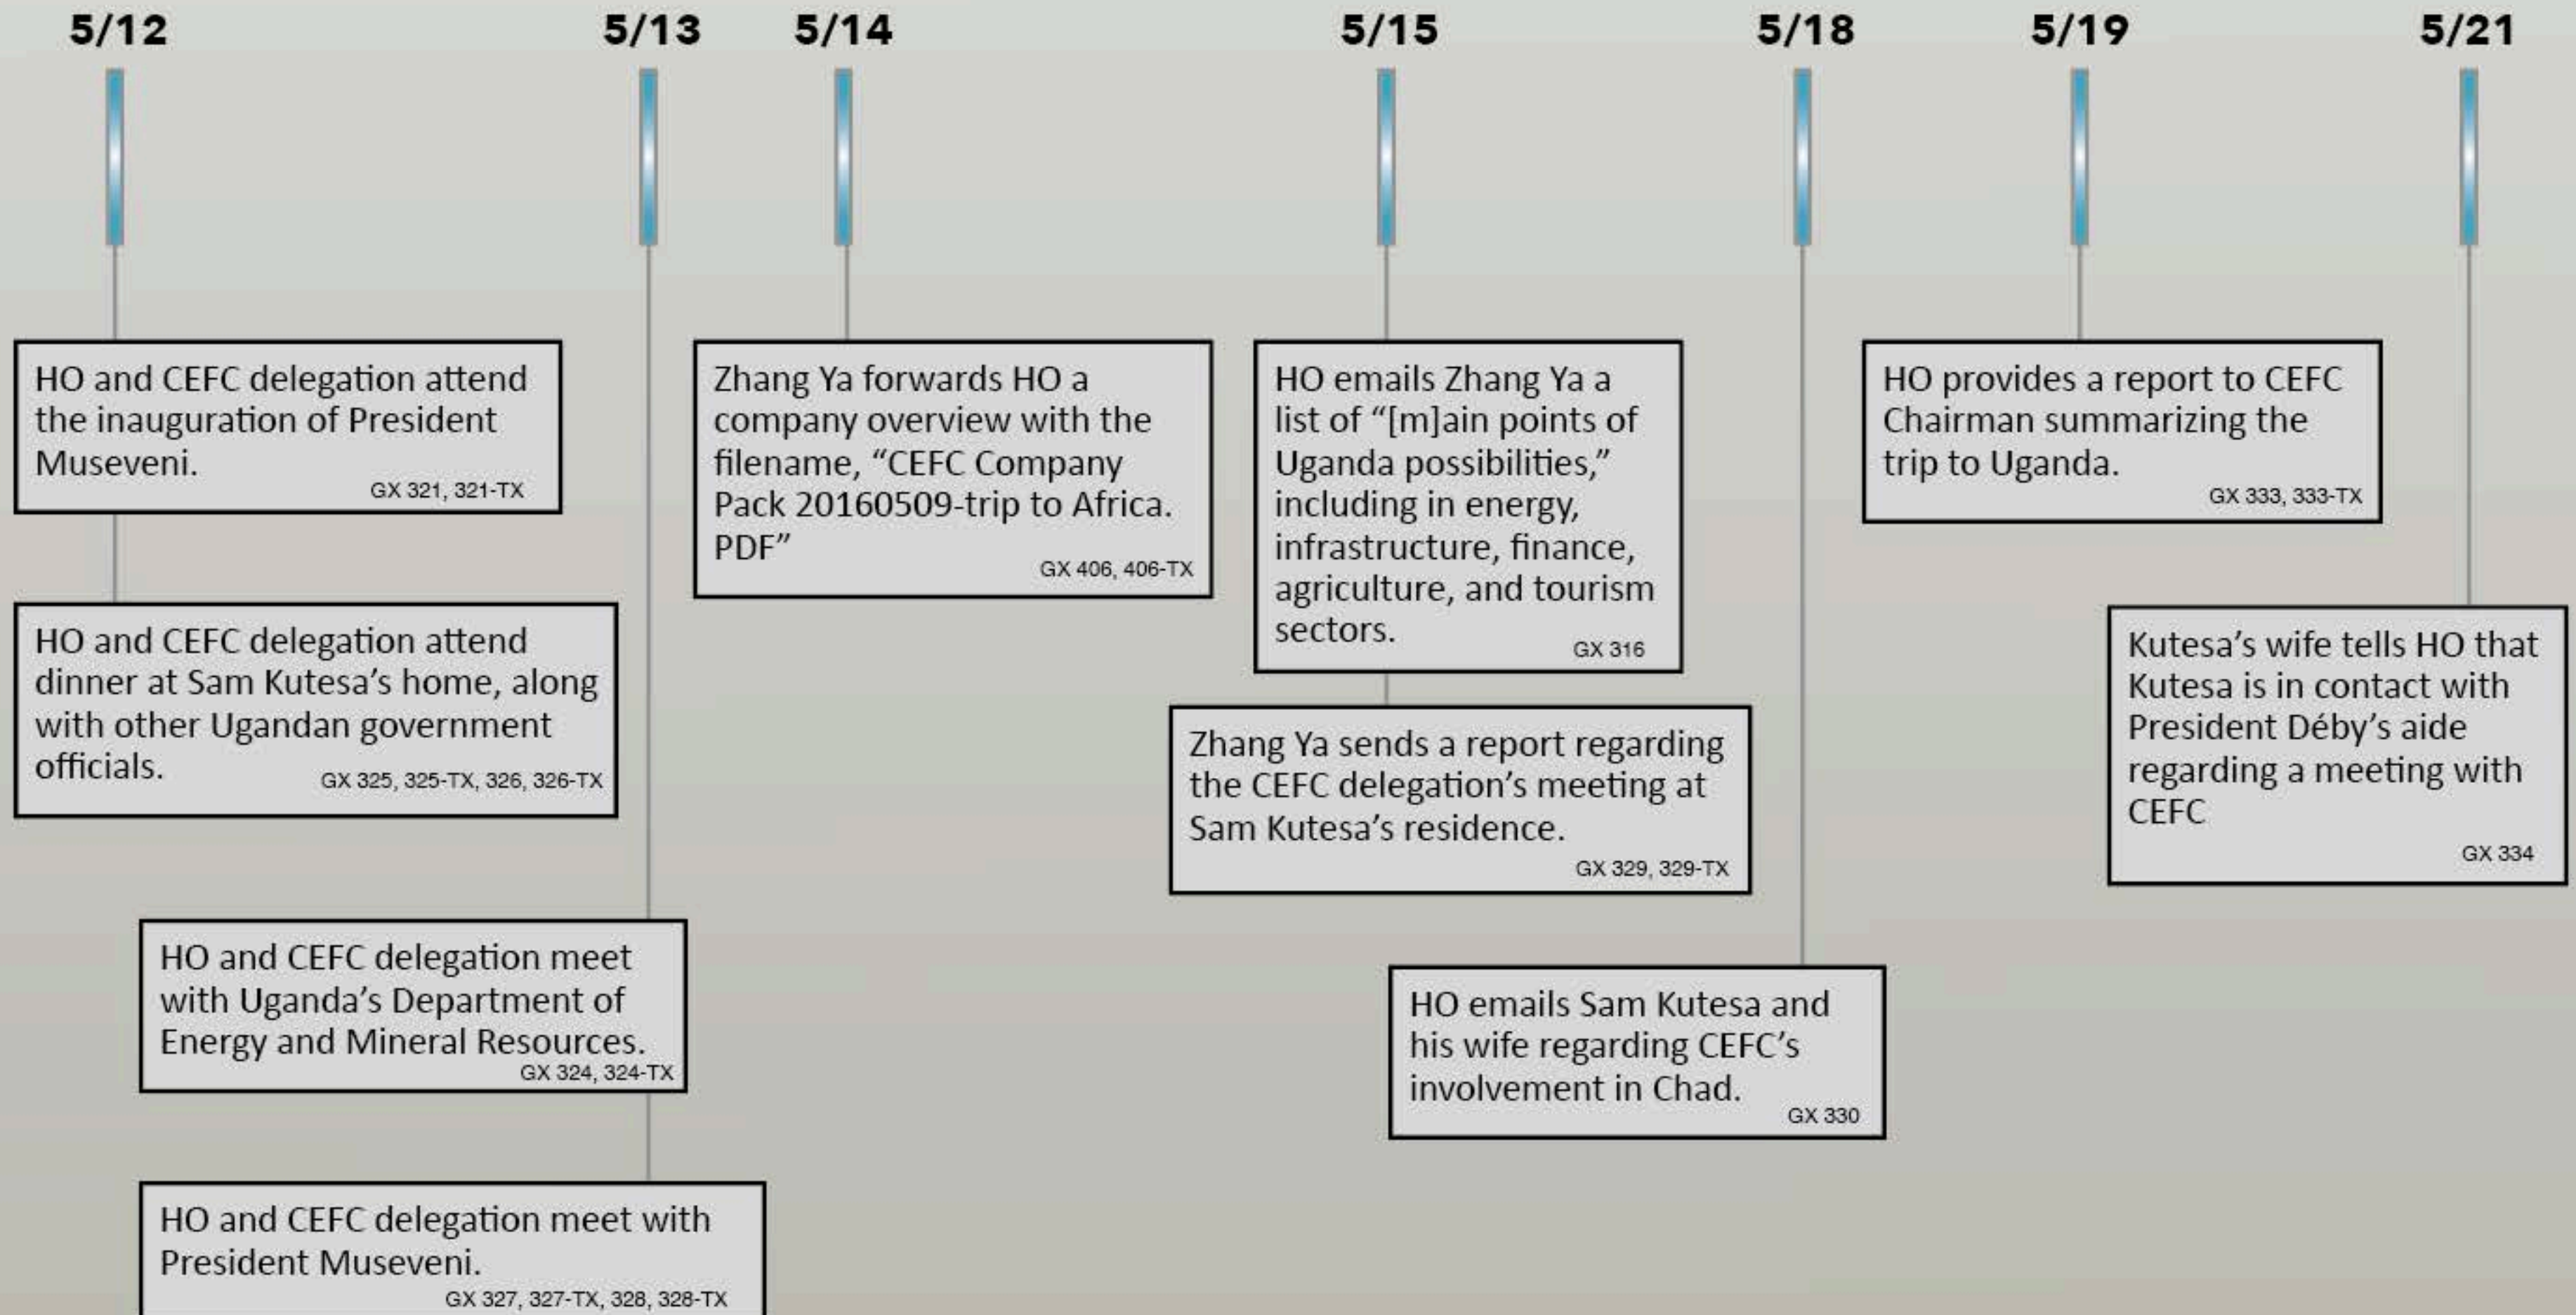 5/12
5/13
5/14
5/15
5/18
5/19
5/21
HO and CEFC delegation attend
the inauguration of President
Museveni.
GX 321, 321-TX
HO and CEFC delegation attend
dinner at Sam Kutesa’s home, along
with other Ugandan government
officials.
GX 325, 325-TX, 326, 326-TX
HO and CEFC delegation meet
with Uganda’s Department of
Energy and Mineral Resources.
GX 324, 324-TX
HO and CEFC delegation meet with
President Museveni.
GX 327, 327-TX, 328, 328-TX
Zhang Ya forwards HO a
company overview with the
filename, “CEFC Company
Pack 20160509-trip to Africa.
PDF”
GX 406, 406-TX
HO emails Zhang Ya a
list of “[m]ain points of
Uganda possibilities,”
including in energy,
infrastructure, finance,
agriculture, and tourism
sectors.
GX 316
Zhang Ya sends a report regarding
the CEFC delegation’s meeting at
Sam Kutesa’s residence.
GX 329, 329-TX
HO emails Sam Kutesa and
his wife regarding CEFC’s
involvement in Chad.
GX 330
HO provides a report to CEFC
Chairman summarizing the
trip to Uganda.
GX 333, 333-TX
Kutesa’s wife tells HO that
Kutesa is in contact with
President Déby’s aide
regarding a meeting with
CEFC
GX 334